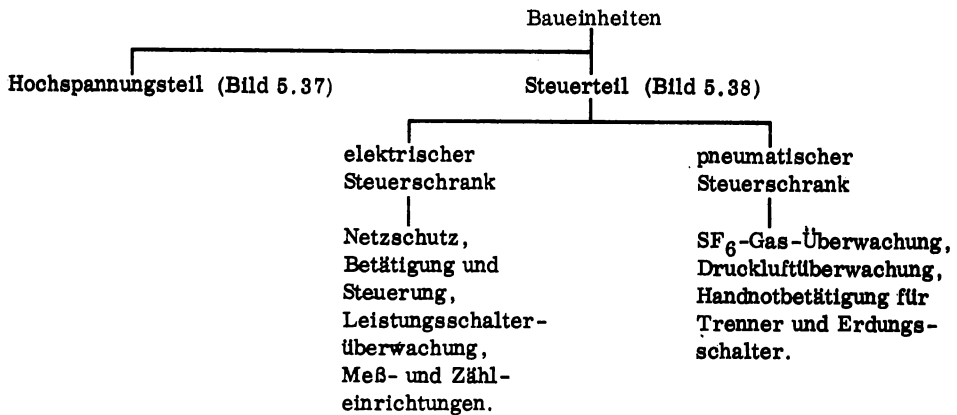 Baueinheiten
Hochspannungsteil (Bild 5.37)
Steuerteil (Bild 5.38)
elektrischer
Steuerschrank
Netzschutz,
Betätigung und
Steuerung,
Leistungsschalter-
überwachung,
Meß- und Zähl-
einrichtungen.
pneumatischer
Steuerschrank
SF₆-Gas-Überwachung,
Druckluftüberwachung,
Handnotbetätigung für
Trenner und Erdungs-
schalter.